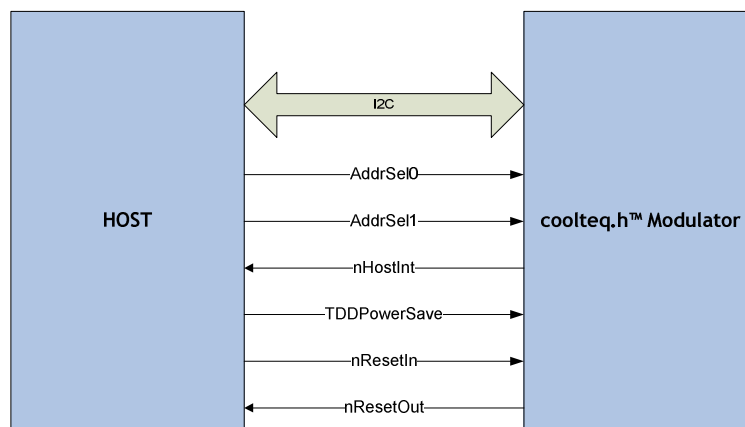 I2C
AddrSel0
HOST
AddrSel1
coolteq.h™ Modulator
nHostInt
TDDPowerSave
nResetIn
nResetOut